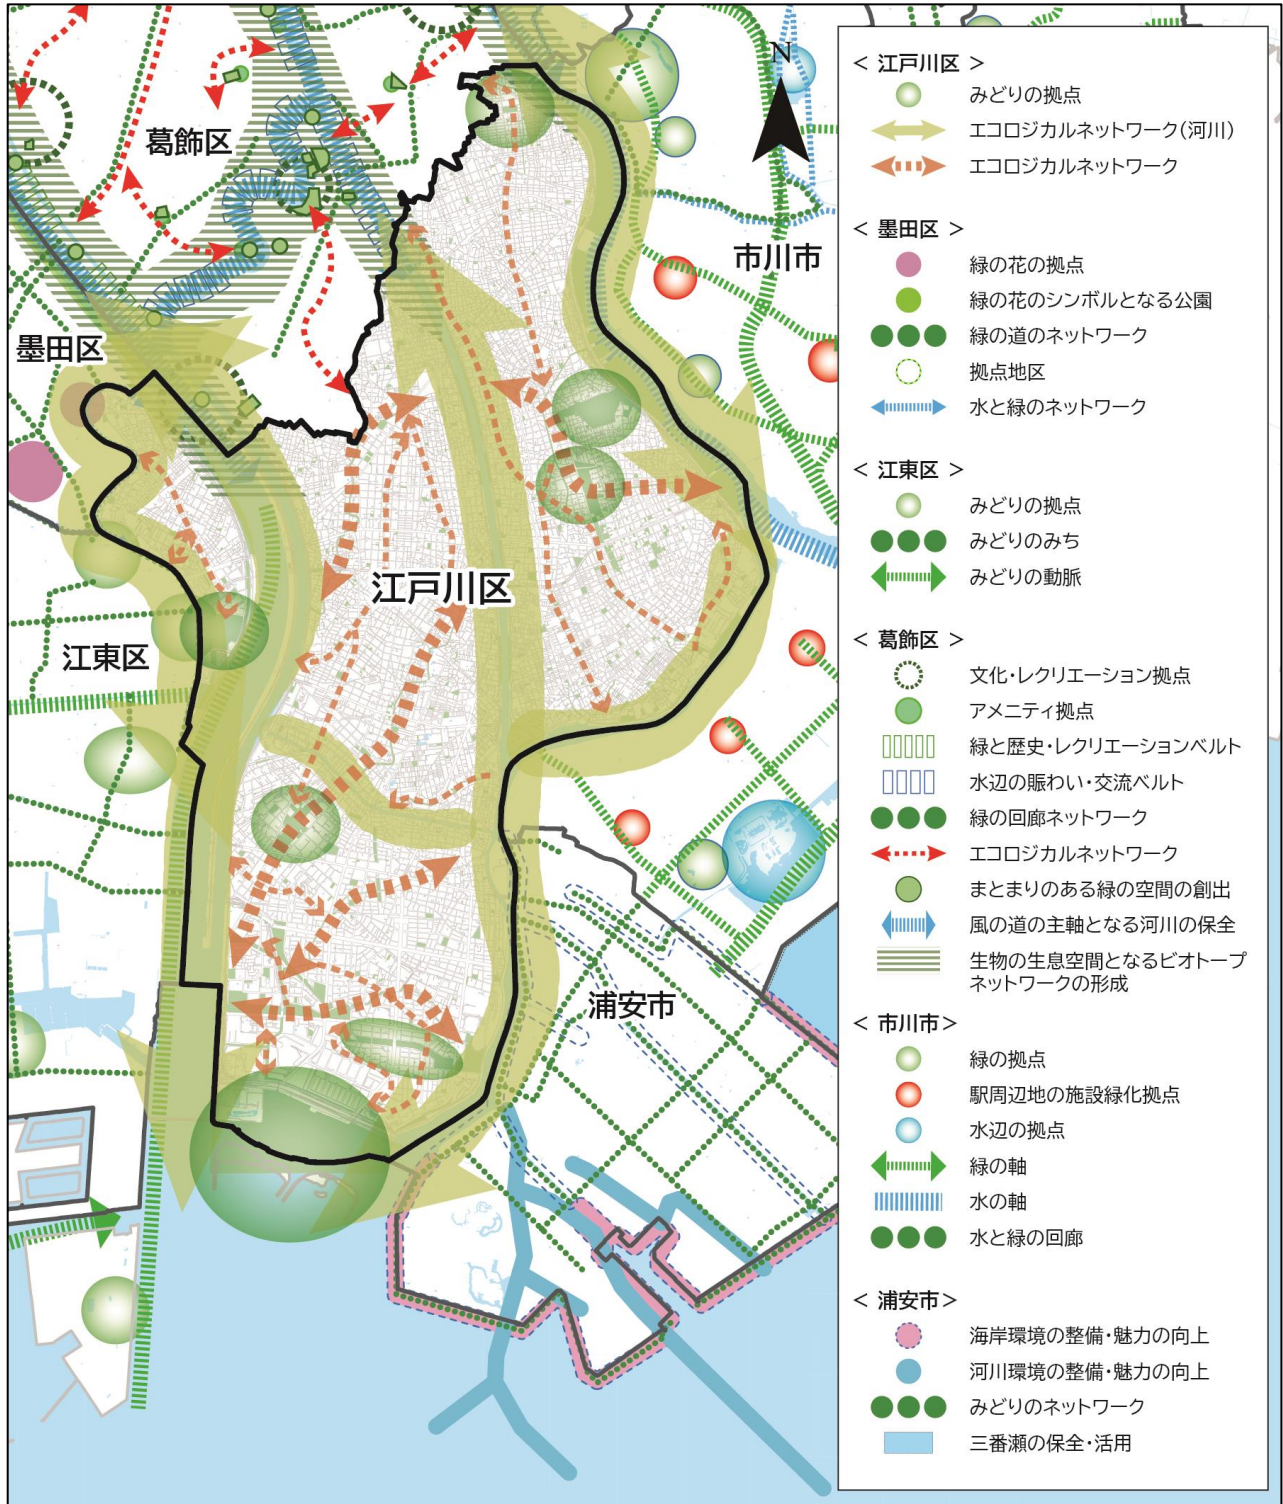 葛飾区
墨田区
市川市
江戸川区
江東区
浦安市
N
< 江戸川区 >
みどりの拠点
エコロジカルネットワーク(河川)
エコロジカルネットワーク
< 墨田区 >
緑の花の拠点
緑の花のシンボルとなる公園
緑の道のネットワーク
拠点地区
水と緑のネットワーク
< 江東区 >
みどりの拠点
みどりのみち
みどりの動脈
< 葛飾区 >
文化・レクリエーション拠点
アメニティ拠点
緑と歴史・レクリエーションベルト
水辺の賑わい・交流ベルト
緑の回廊ネットワーク
エコロジカルネットワーク
まとまりのある緑の空間の創出
風の道の主軸となる河川の保全
生物の生息空間となるビオトープ
ネットワークの形成
< 市川市 >
緑の拠点
駅周辺地の施設緑化拠点
水辺の拠点
緑の軸
水の軸
水と緑の回廊
< 浦安市 >
海岸環境の整備・魅力の向上
河川環境の整備・魅力の向上
みどりのネットワーク
三番瀬の保全・活用